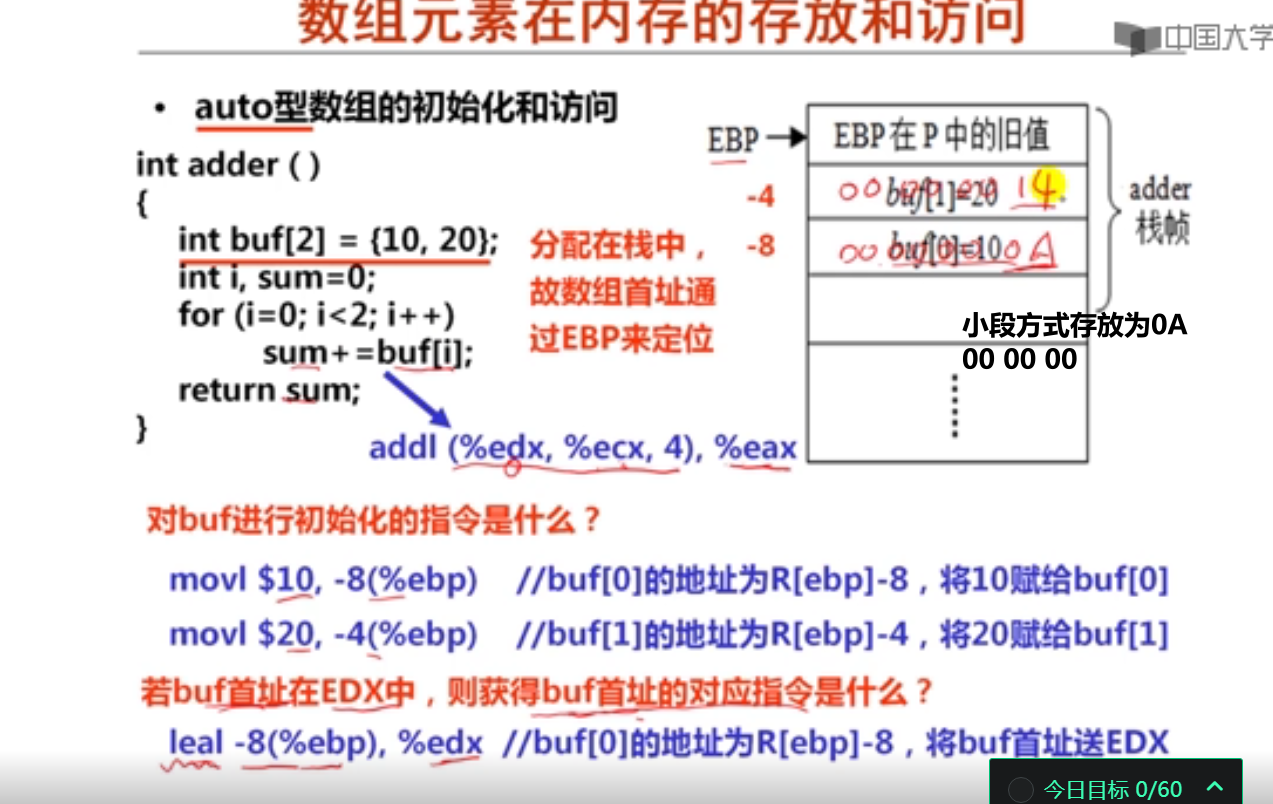 数组元素在内存的存放和访问
中国大学
• auto型数组的初始化和访问
int adder ( )
{
int buf[2] = {10, 20};
int i, sum=0;
for (i=0; i<2; i++)
sum+=buf[i];
return sum;
}
分配在栈中，
故数组首址通
过EBP来定位
EBP
EBP在 P 中的旧值
-4
buf[1]=20
00 00 00 14
-8
buf[0]=10
00 00 00 0A
adder
栈帧
小段方式存放为0A
00 00 00
addl (%edx, %ecx, 4), %eax
对buf进行初始化的指令是什么？
movl $10, -8(%ebp) //buf[0]的地址为R[ebp]-8，将10赋给buf[0]
movl $20, -4(%ebp) //buf[1]的地址为R[ebp]-4，将20赋给buf[1]
若buf首址在EDX中，则获得buf首址的对应指令是什么？
leal -8(%ebp), %edx //buf[0]的地址为R[ebp]-8，将buf首址送EDX
今日目标 0/60